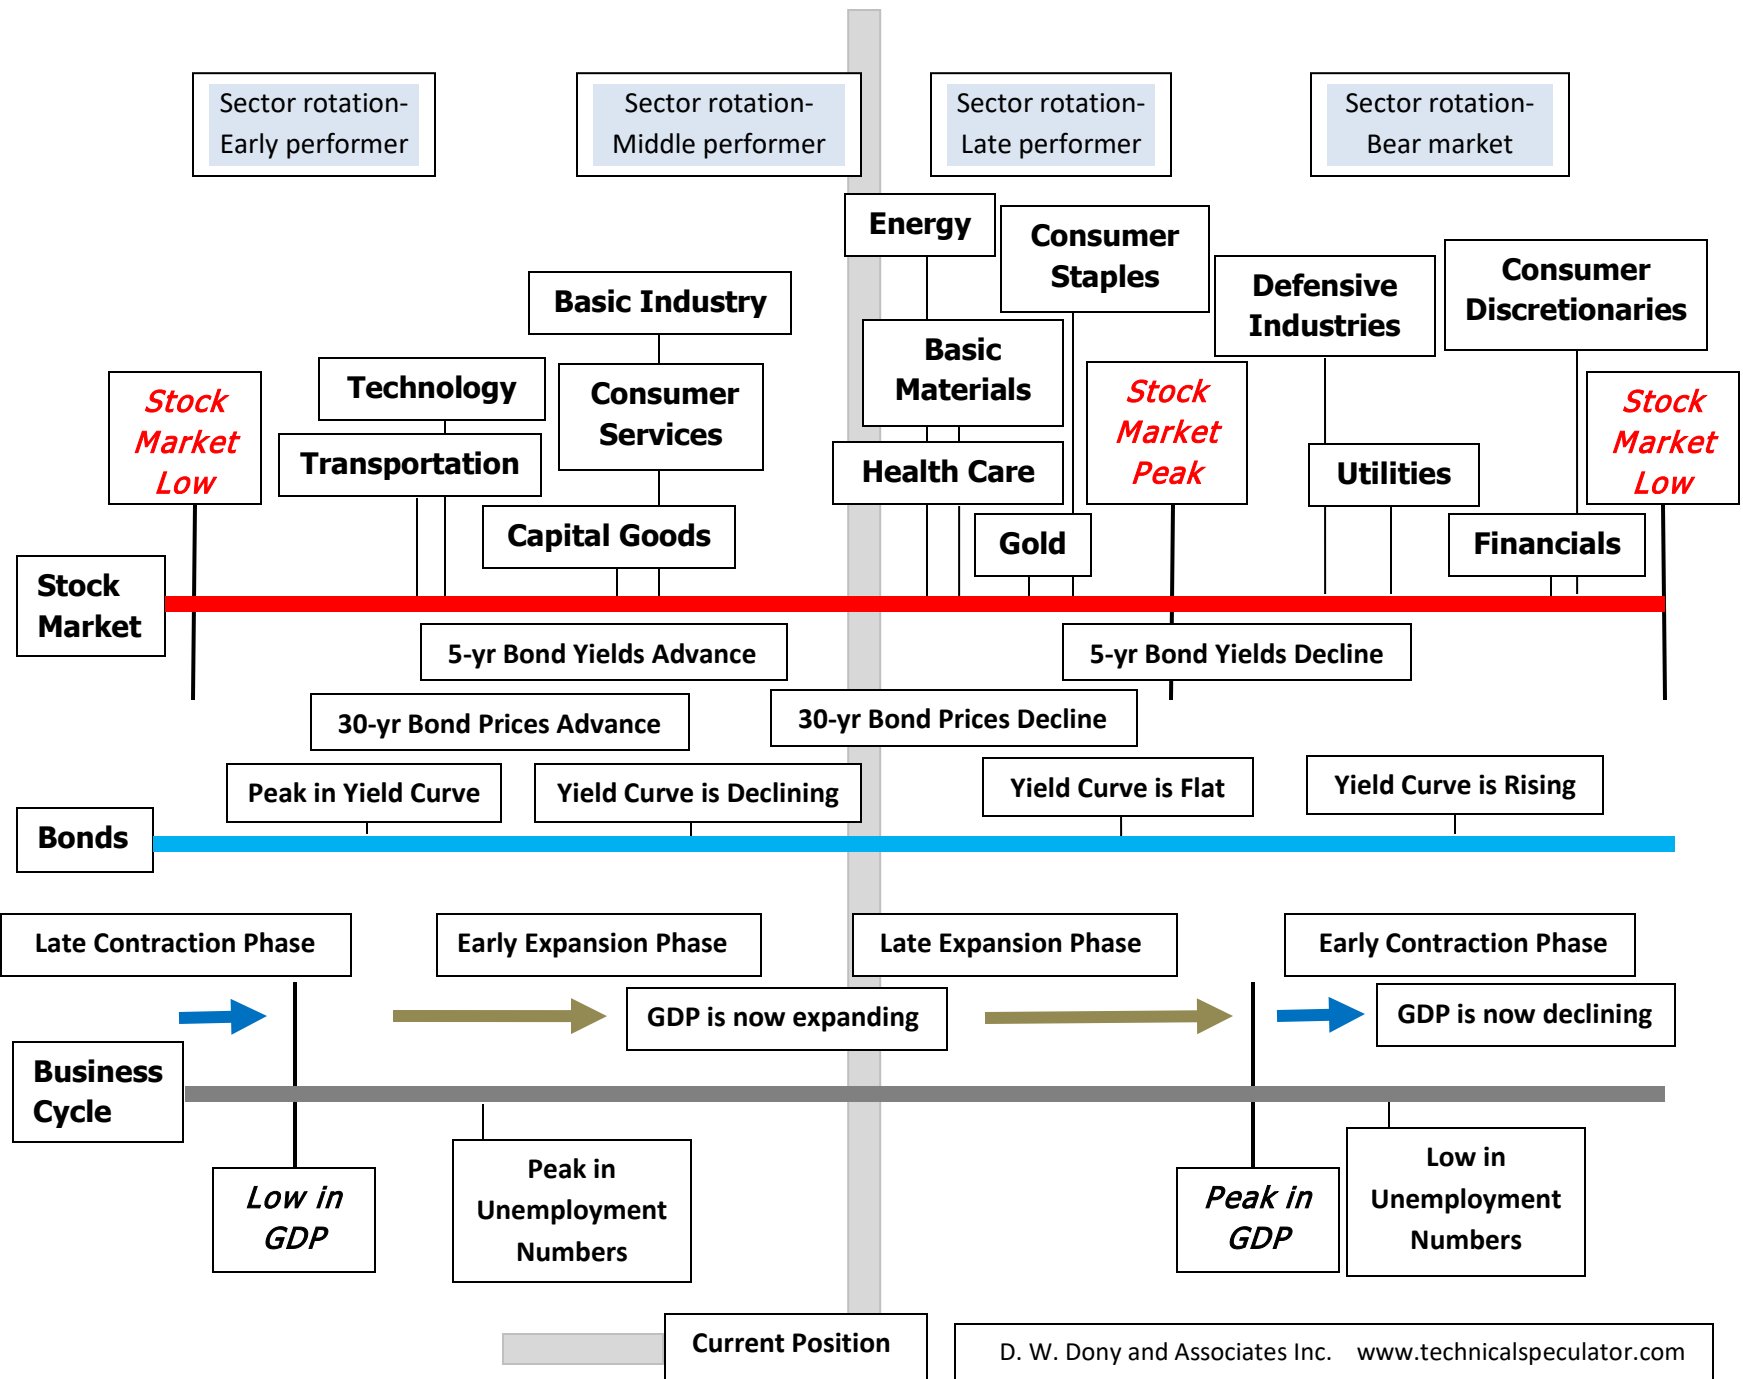 Sector rotation-
Early performer
Sector rotation-
Middle performer
Sector rotation-
Late performer
Sector rotation-
Bear market
Energy
Consumer
Staples
Consumer
Discretionaries
Defensive
Industries
Basic Industry
Basic
Materials
Technology
Consumer
Services
Stock
Market
Low
Stock
Market
Peak
Stock
Market
Low
Transportation
Health Care
Utilities
Capital Goods
Gold
Financials
Stock
Market
5-yr Bond Yields Advance
5-yr Bond Yields Decline
30-yr Bond Prices Advance
30-yr Bond Prices Decline
Peak in Yield Curve
Yield Curve is Declining
Yield Curve is Flat
Yield Curve is Rising
Bonds
Late Contraction Phase
Early Expansion Phase
Late Expansion Phase
Early Contraction Phase
GDP is now expanding
GDP is now declining
Business
Cycle
Low in
GDP
Peak in
Unemployment
Numbers
Peak in
GDP
Low in
Unemployment
Numbers
Current Position
D. W. Dony and Associates Inc. www.technicalspeculator.com